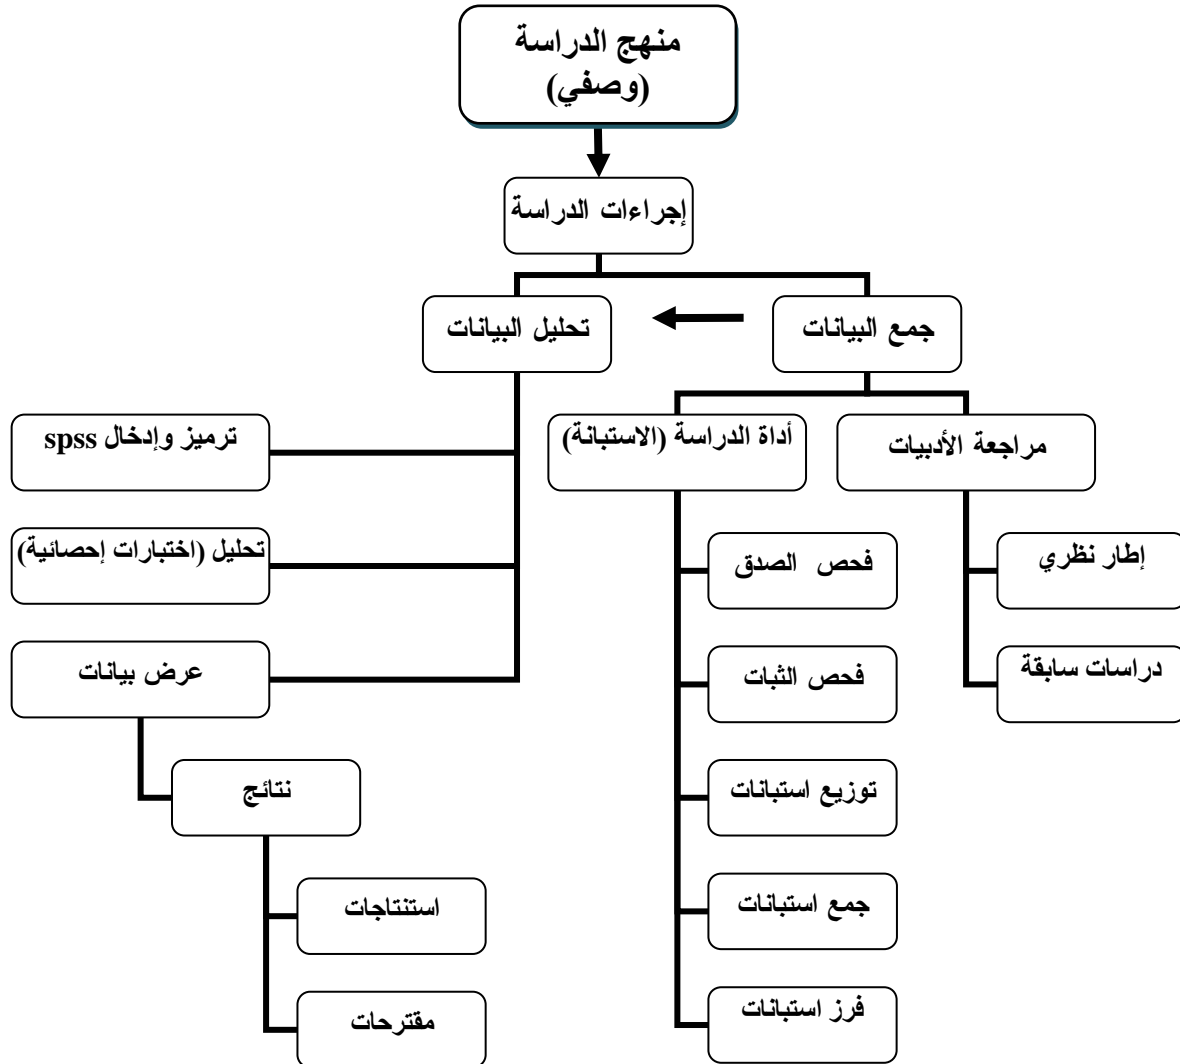 منهج الدراسة
(وصفي)
إجراءات الدراسة
جمع البيانات
تحليل البيانات
مراجعة الأدبيات
أداة الدراسة (الاستبانة)
ترميز وإدخال spss
إطار نظري
فحص الصدق
تحليل (اختبارات إحصائية)
دراسات سابقة
فحص الثبات
عرض بيانات
توزيع استبانات
نتائج
جمع استبانات
استنتاجات
فرز استبانات
مقترحات